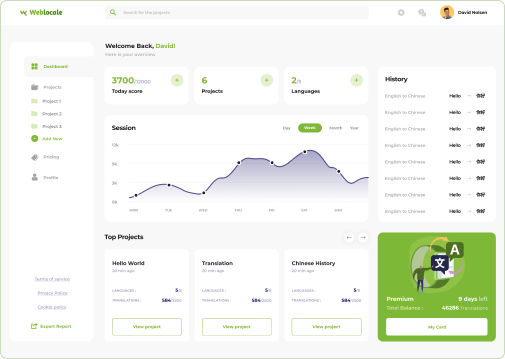 Weblocale
Search for the projects
David Nolsen
Dashboard
Projects
Project 1
Project 2
Project 3
Add New
Pricing
Profile
Terms of service
Privacy Policy
Cookie policy
Export Report
Welcome Back, David!
Here is your overview
3700/12000
Today score
6
Projects
2/5
Languages
Session
Day Week Month Year
MON TUE WED THU FRI SAT
Top Projects
Hello World
20 min ago
LANGUAGES : 5/5
TRANSLATIONS : 584/2000
View project
Translation
20 min ago
LANGUAGES : 5/5
TRANSLATIONS : 584/2000
View project
Chinese History
20 min ago
LANGUAGES : 5/5
TRANSLATIONS : 584/2000
View project
History
English to Chinese Hello → 你好
English to Chinese Hello → 你好
English to Chinese Hello → 你好
English to Chinese Hello → 你好
English to Chinese Hello → 你好
English to Chinese Hello → 你好
English to Chinese Hello → 你好
English to Chinese Hello → 你好
文 A
Premium 9 days left
Total Balance : 46286 Translations
My Card